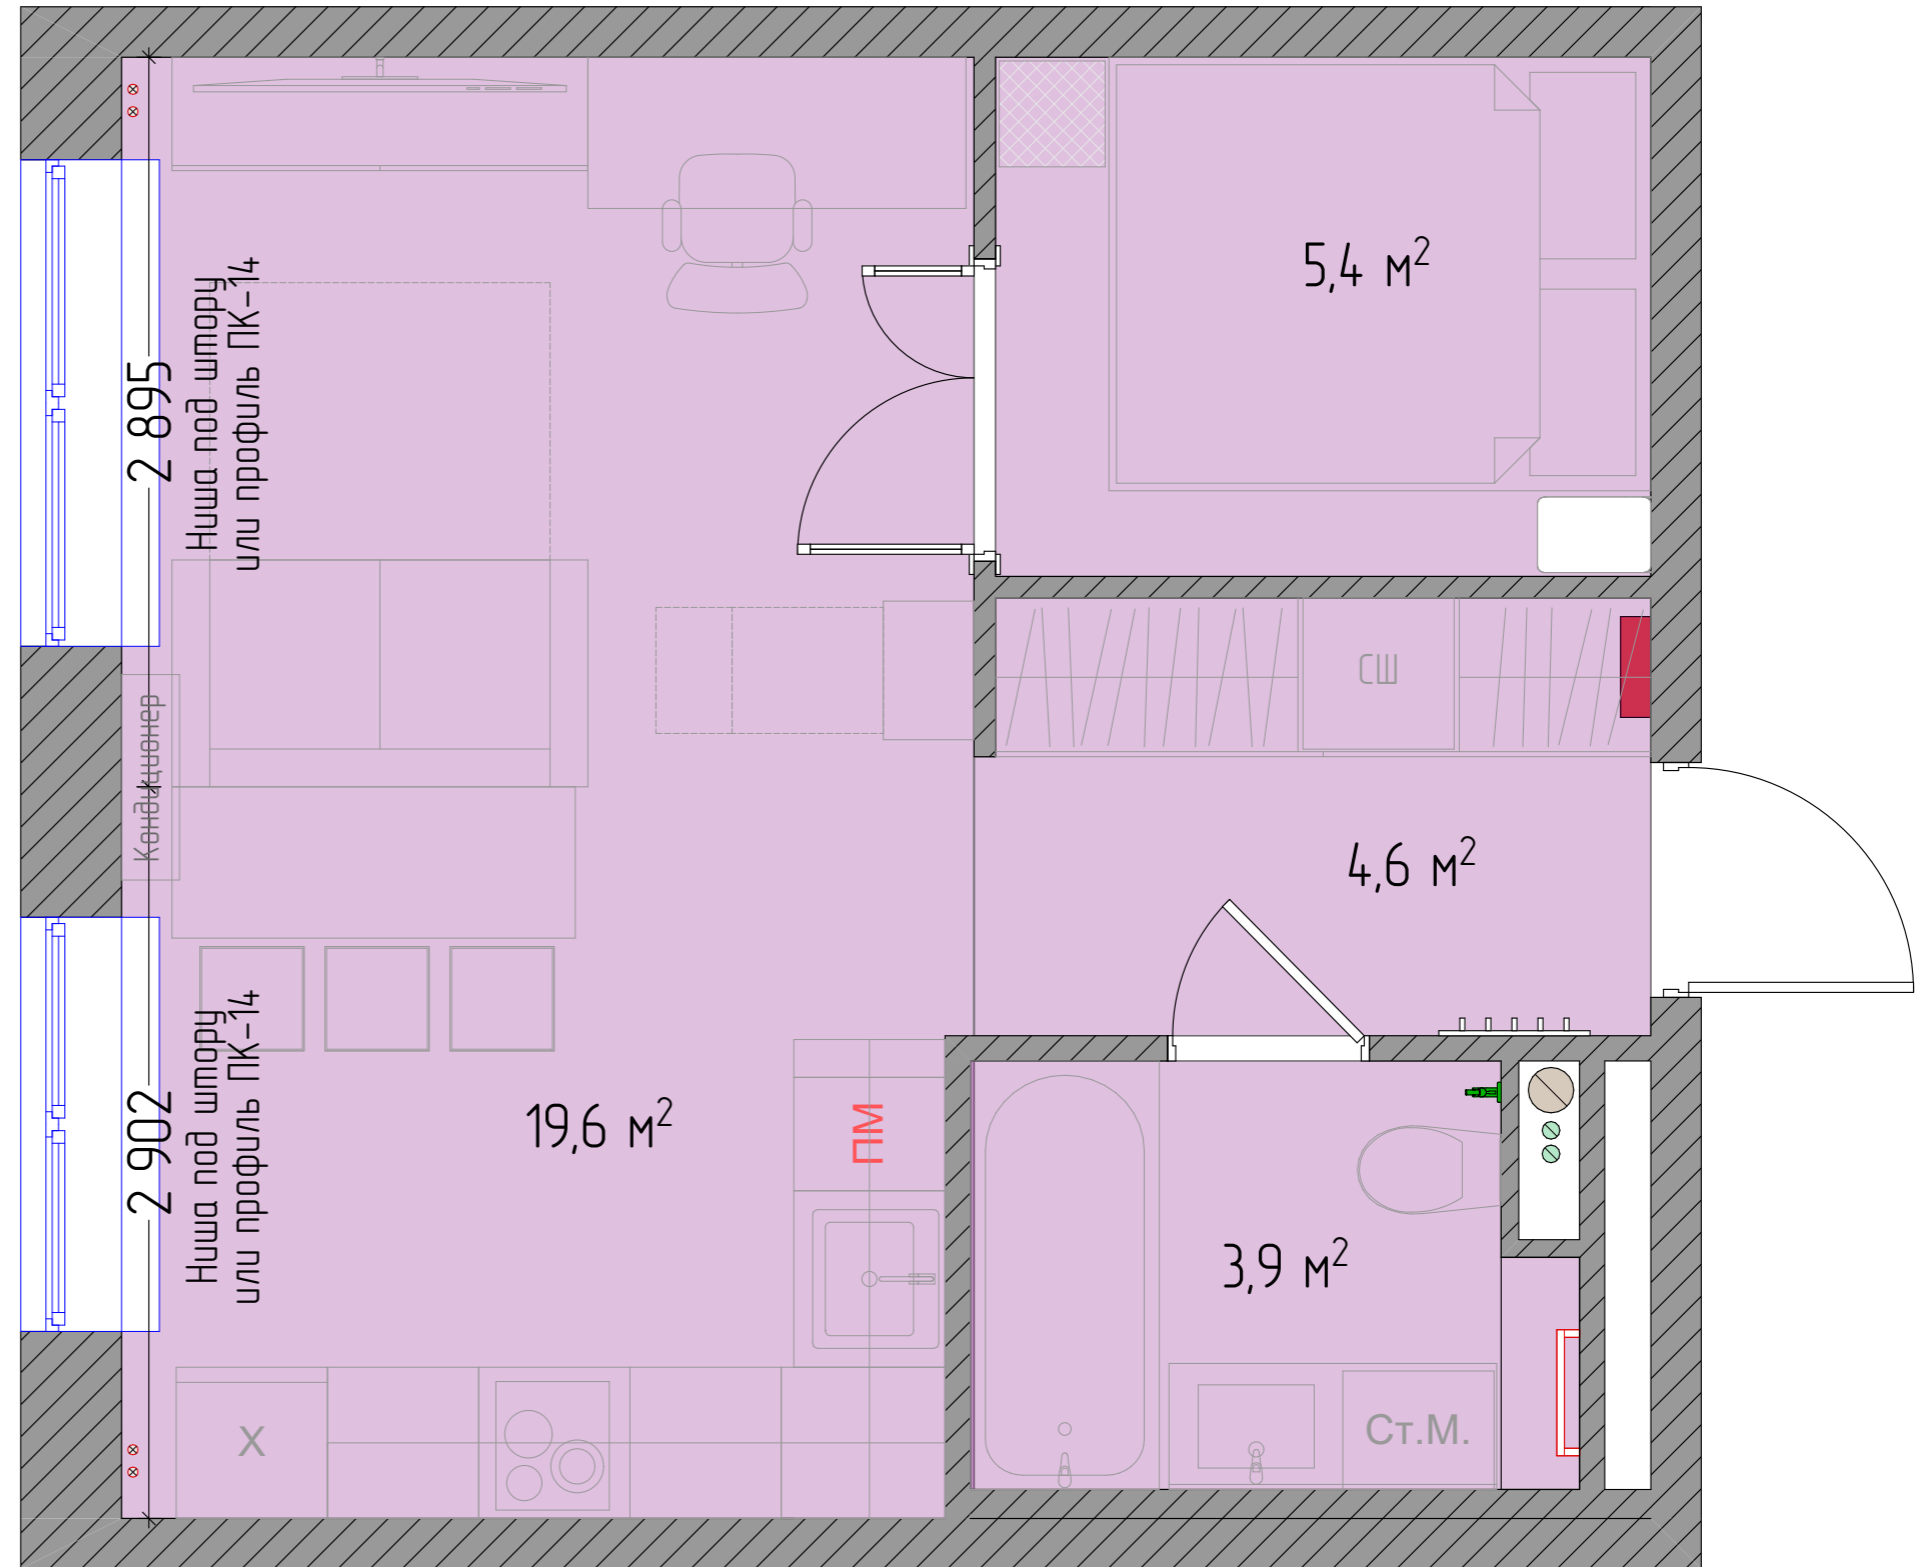 5,4 м²
2 895
Ниша под штору
или профиль ПК-14
СШ
Кондиционер
4,6 м²
2 902
Ниша под штору
или профиль ПК-14
19,6 м²
ПМ
3,9 м²
Х
Ст.М.